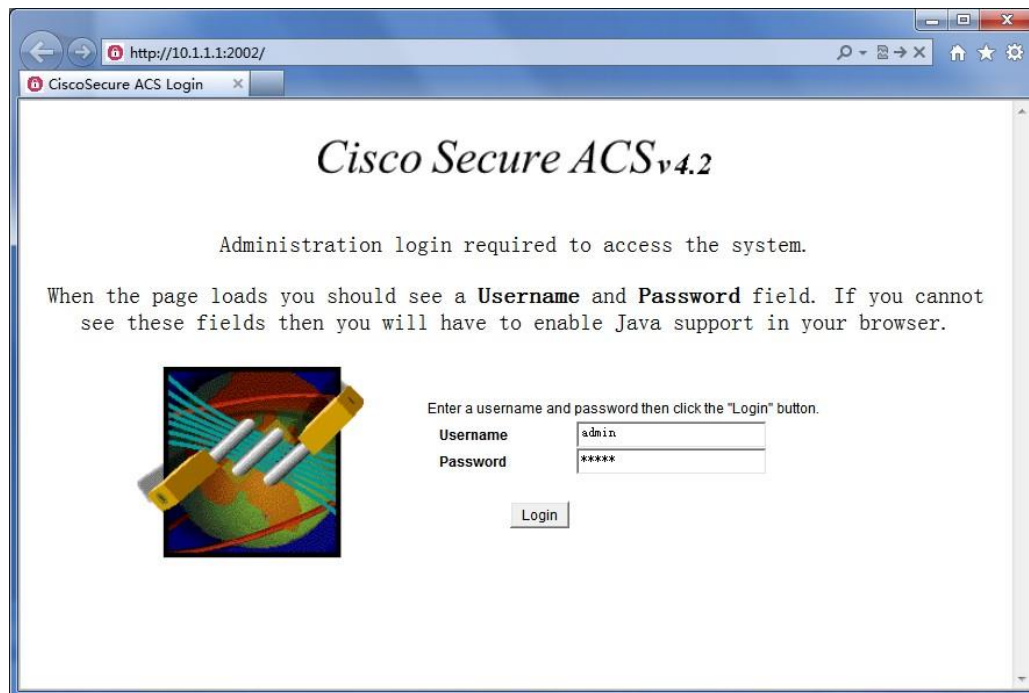 http://10.1.1.1:2002/
CiscoSecure ACS Login
Cisco Secure ACS v4.2
Administration login required to access the system.
When the page loads you should see a Username and Password field. If you cannot
see these fields then you will have to enable Java support in your browser.
Enter a username and password then click the "Login" button.
Username admin
Password *****
Login